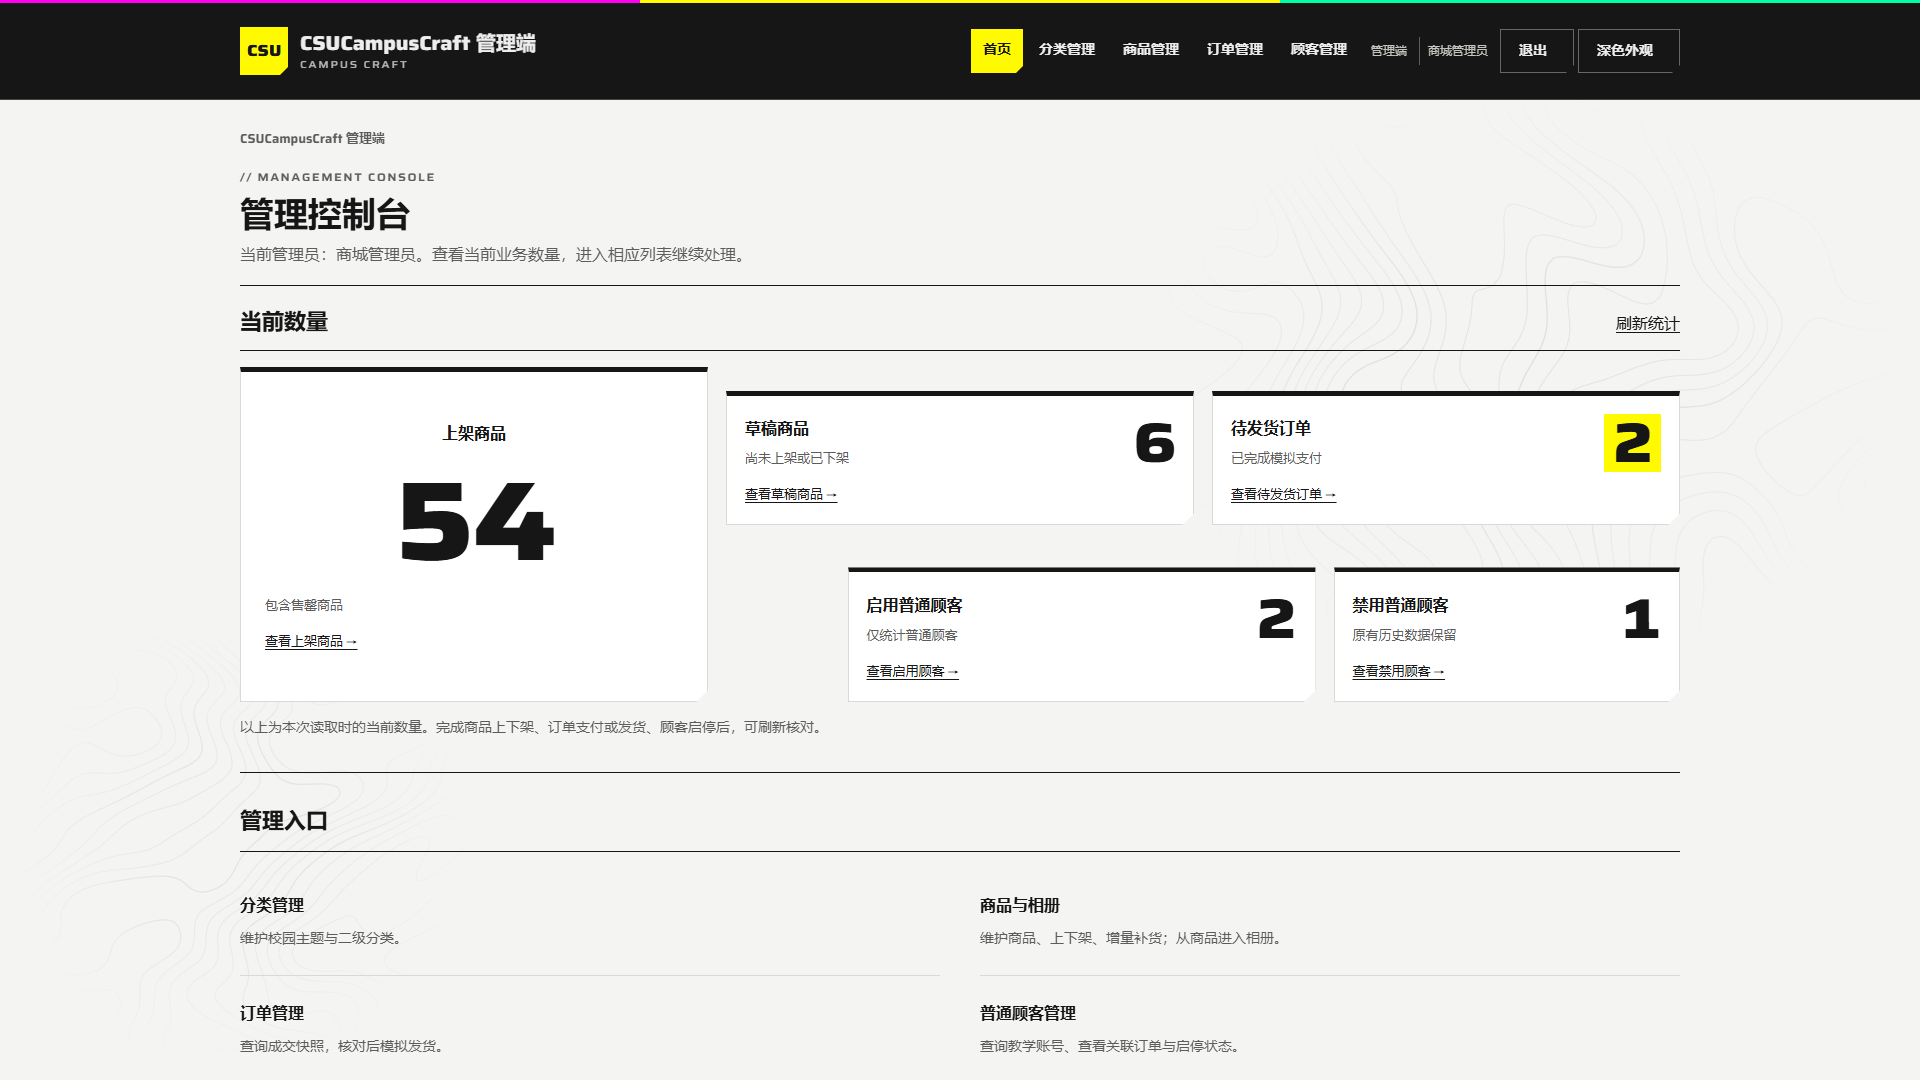 CSU
CSUCampusCraft 管理端
CAMPUS CRAFT
首页
分类管理
商品管理
订单管理
顾客管理
管理端
商城管理员
退出
深色外观
CSUCampusCraft 管理端
// MANAGEMENT CONSOLE
管理控制台
当前管理员：商城管理员。查看当前业务数量，进入相应列表继续处理。
当前数量
刷新统计
上架商品
54
包含售罄商品
查看上架商品→
草稿商品
6
尚未上架或已下架
查看草稿商品→
待发货订单
2
已完成模拟支付
查看待发货订单→
启用普通顾客
2
仅统计普通顾客
查看启用顾客→
禁用普通顾客
1
原有历史数据保留
查看禁用顾客→
以上为本次读取时的当前数量。完成商品上下架、订单支付或发货、顾客启停后，可刷新核对。
管理入口
分类管理
维护校园主题与二级分类。
商品与相册
维护商品、上下架、增量补货；从商品进入相册。
订单管理
查询成交快照，核对后模拟发货。
普通顾客管理
查询教学账号、查看关联订单与启停状态。